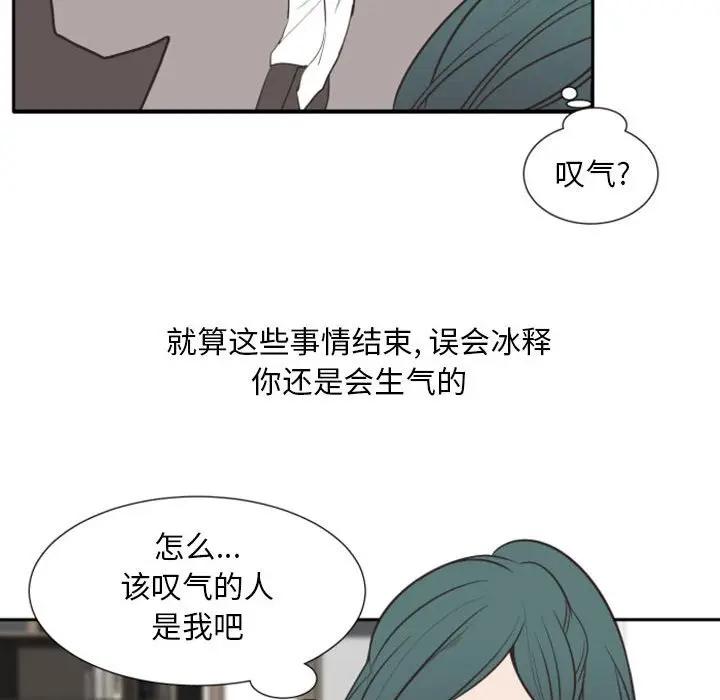 叹气?
就算这些事情结束, 误会冰释
你还是会生气的
怎么...
该叹气的人
是我吧